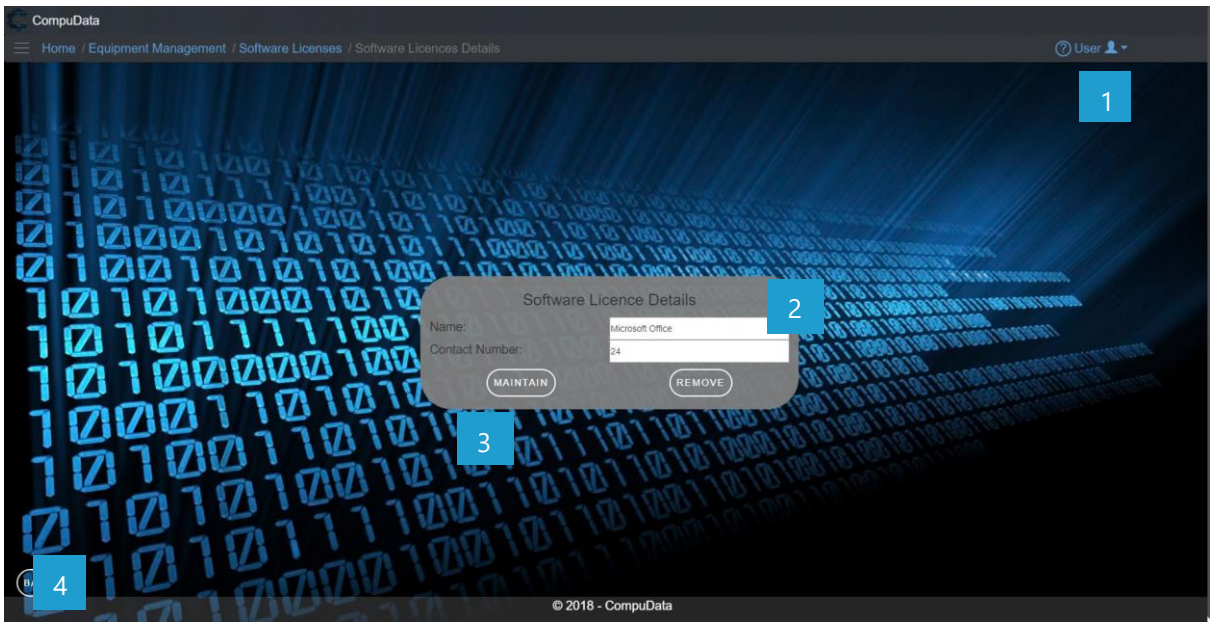 CompuData
Home / Equipment Management / Software Licenses / Software Licences Details
? User
1
Software Licence Details
2
Name: Microsoft Office
Contact Number: 24
MAINTAIN REMOVE
3
4
© 2018 - CompuData